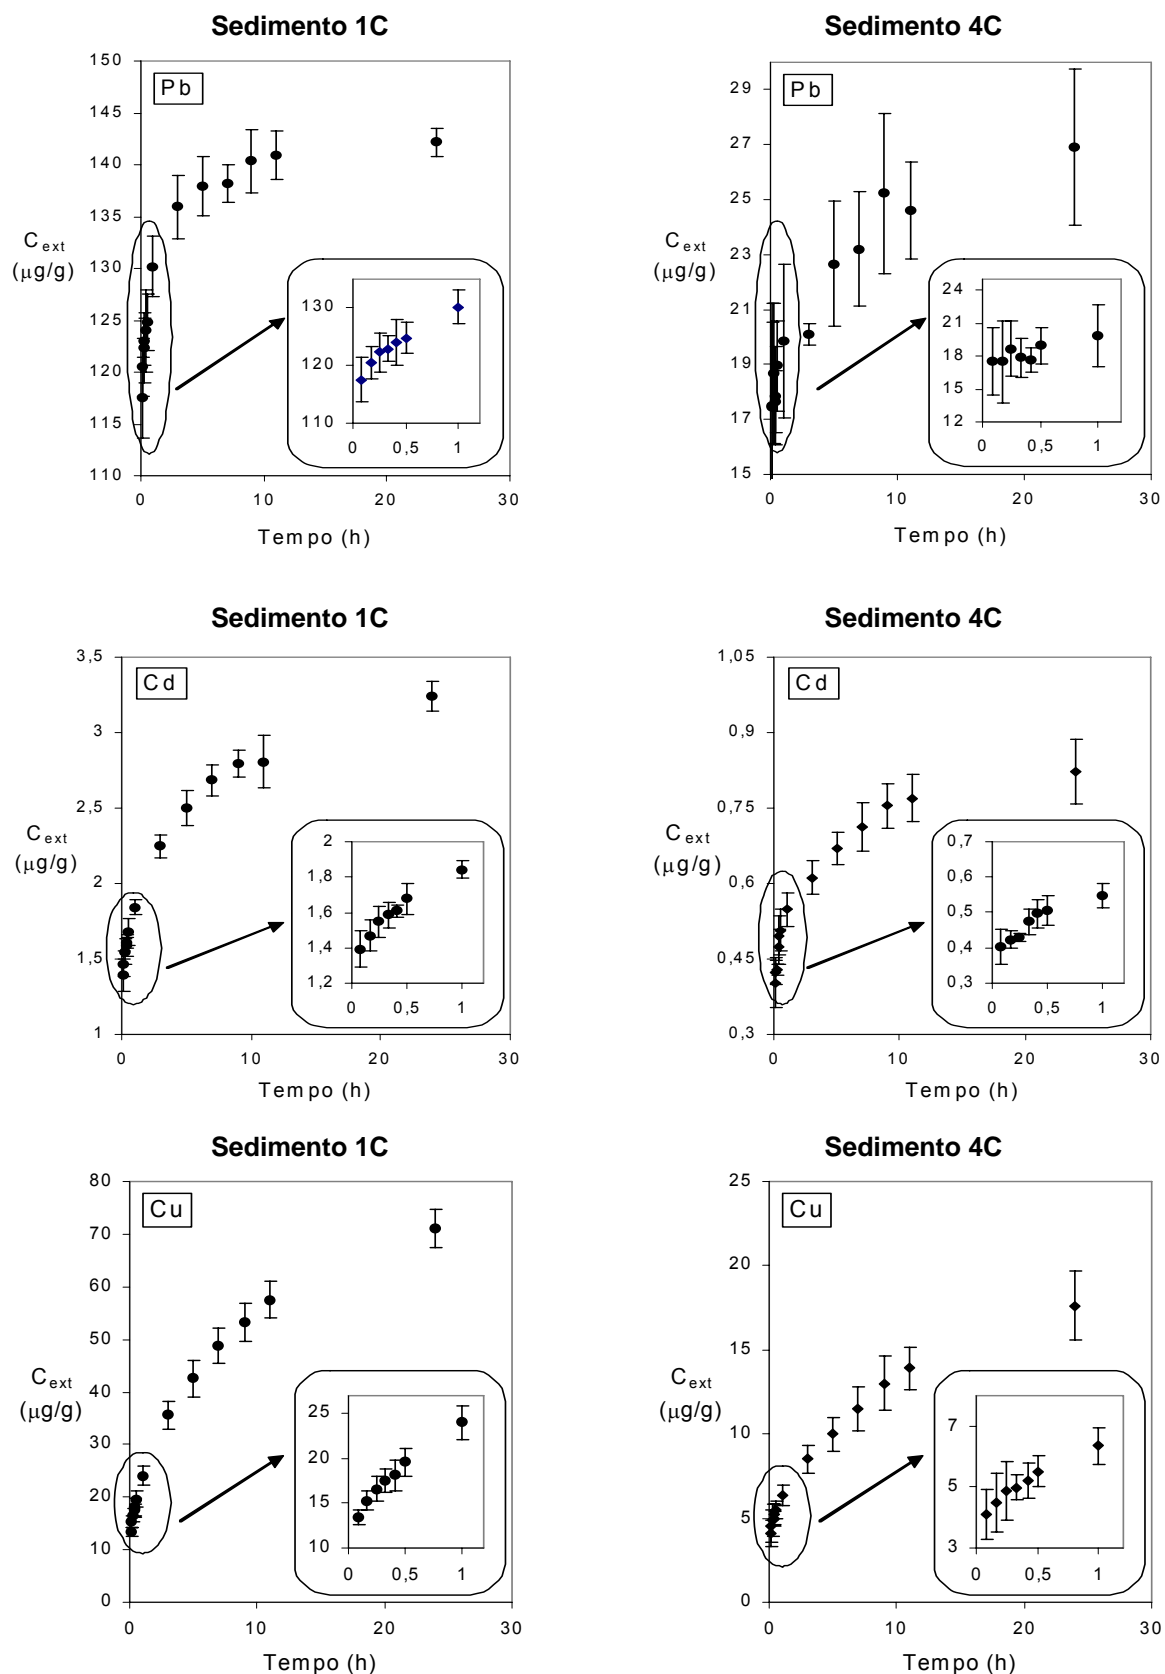 Sedimento 1C
Pb
150
145
140
135
130
125
120
115
110
C ext
(µg/g)
130
120
110
0 0,5 1
0 10 20 30
Tempo (h)
Sedimento 4C
Pb
29
27
25
23
21
19
17
15
C ext
(µg/g)
24
21
18
15
12
0 0,5 1
0 10 20 30
Tempo (h)
Sedimento 1C
Cd
3,5
3
2,5
2
1,5
1
C ext
(µg/g)
2
1,8
1,6
1,4
1,2
0 0,5 1
0 10 20 30
Tempo (h)
Sedimento 4C
Cd
1,05
0,9
0,75
0,6
0,45
0,3
C ext
(µg/g)
0,7
0,6
0,5
0,4
0,3
0 0,5 1
0 10 20 30
Tempo (h)
Sedimento 1C
Cu
80
70
60
50
40
30
20
10
0
C ext
(µg/g)
25
20
15
10
0 0,5 1
0 10 20 30
Tempo (h)
Sedimento 4C
Cu
25
20
15
10
5
0
C ext
(µg/g)
7
5
3
0 0,5 1
0 10 20 30
Tempo (h)